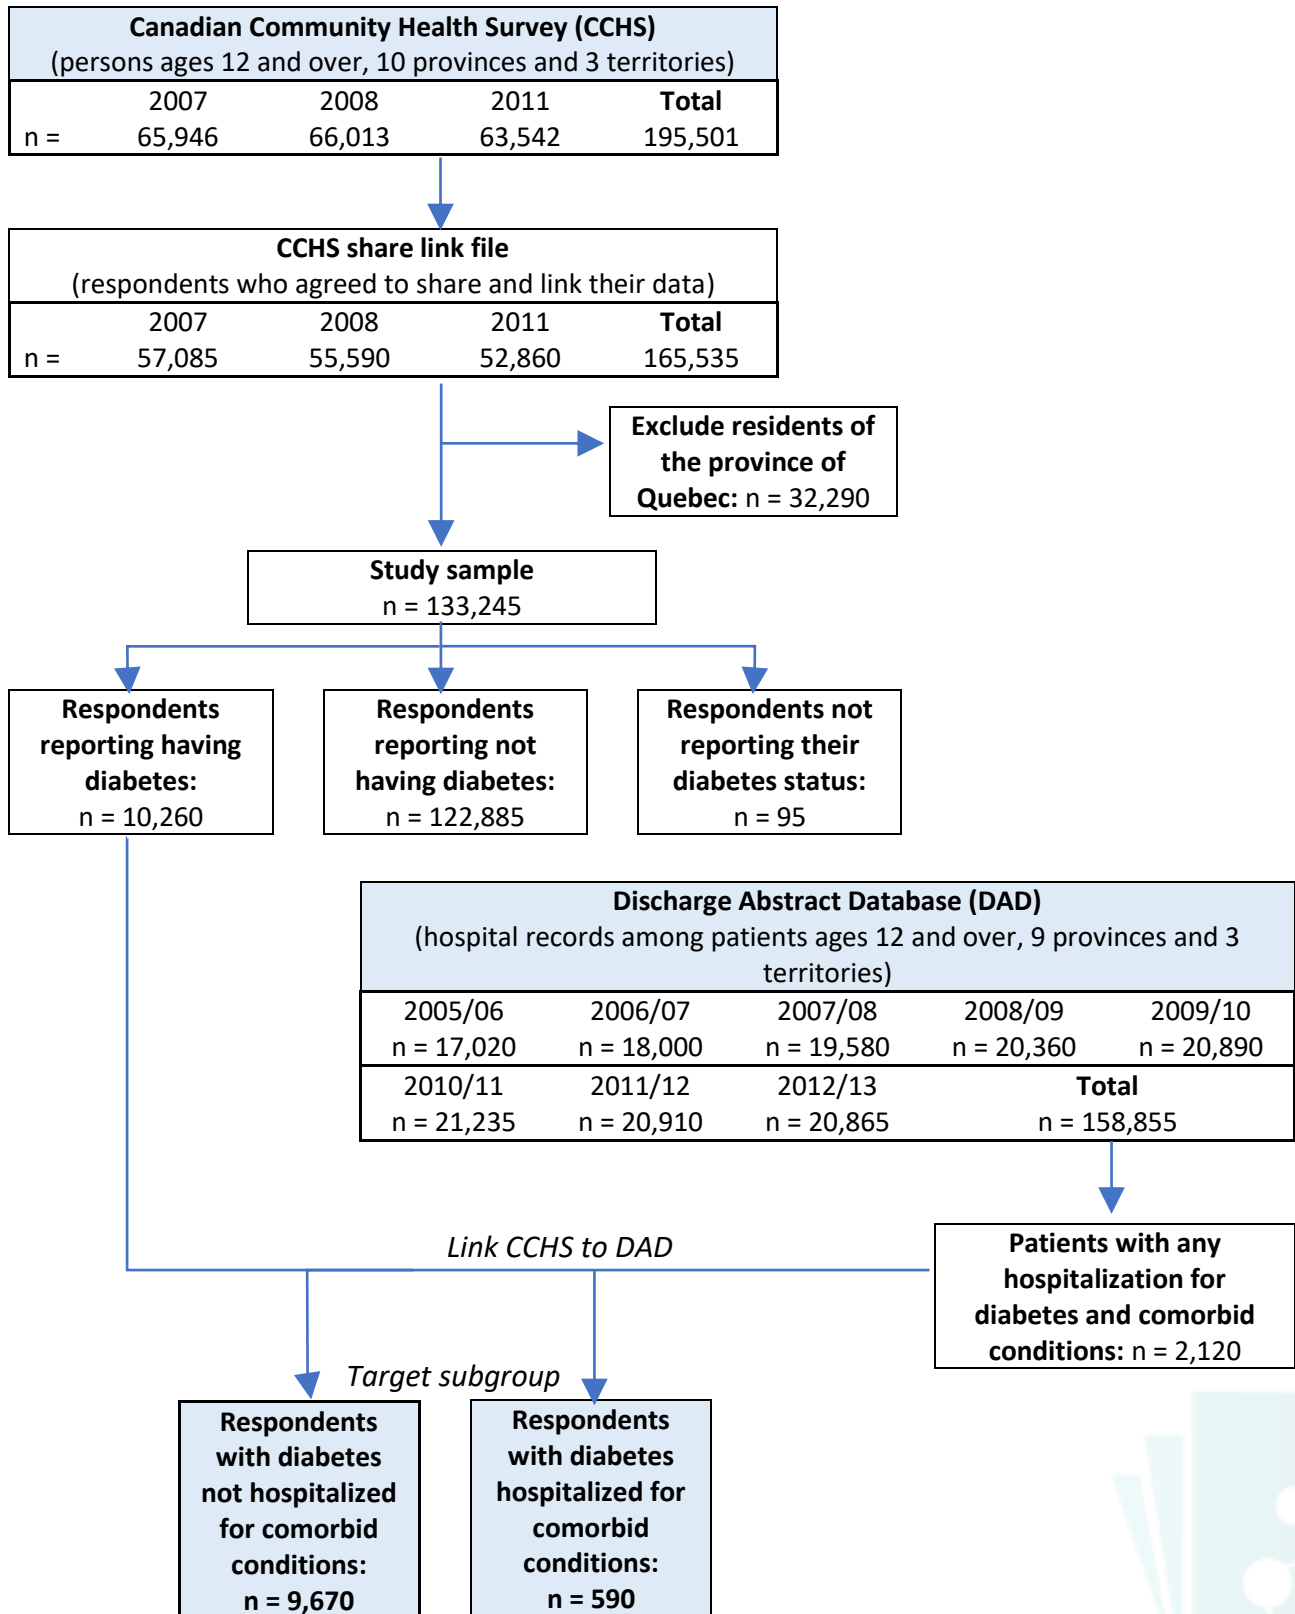 Canadian Community Health Survey (CCHS)
(persons ages 12 and over, 10 provinces and 3 territories)
2007 2008 2011 Total
n = 65,946 66,013 63,542 195,501
CCHS share link file
(respondents who agreed to share and link their data)
2007 2008 2011 Total
n = 57,085 55,590 52,860 165,535
Exclude residents of
the province of
Quebec: n = 32,290
Study sample
n = 133,245
Respondents
reporting having
diabetes:
n = 10,260
Respondents
reporting not
having diabetes:
n = 122,885
Respondents not
reporting their
diabetes status:
n = 95
Discharge Abstract Database (DAD)
(hospital records among patients ages 12 and over, 9 provinces and 3
territories)
2005/06 2006/07 2007/08 2008/09 2009/10
n = 17,020 n = 18,000 n = 19,580 n = 20,360 n = 20,890
2010/11 2011/12 2012/13 Total
n = 21,235 n = 20,910 n = 20,865 n = 158,855
Patients with any
hospitalization for
diabetes and comorbid
conditions: n = 2,120
Link CCHS to DAD
Target subgroup
Respondents
with diabetes
not hospitalized
for comorbid
conditions:
n = 9,670
Respondents
with diabetes
hospitalized for
comorbid
conditions:
n = 590